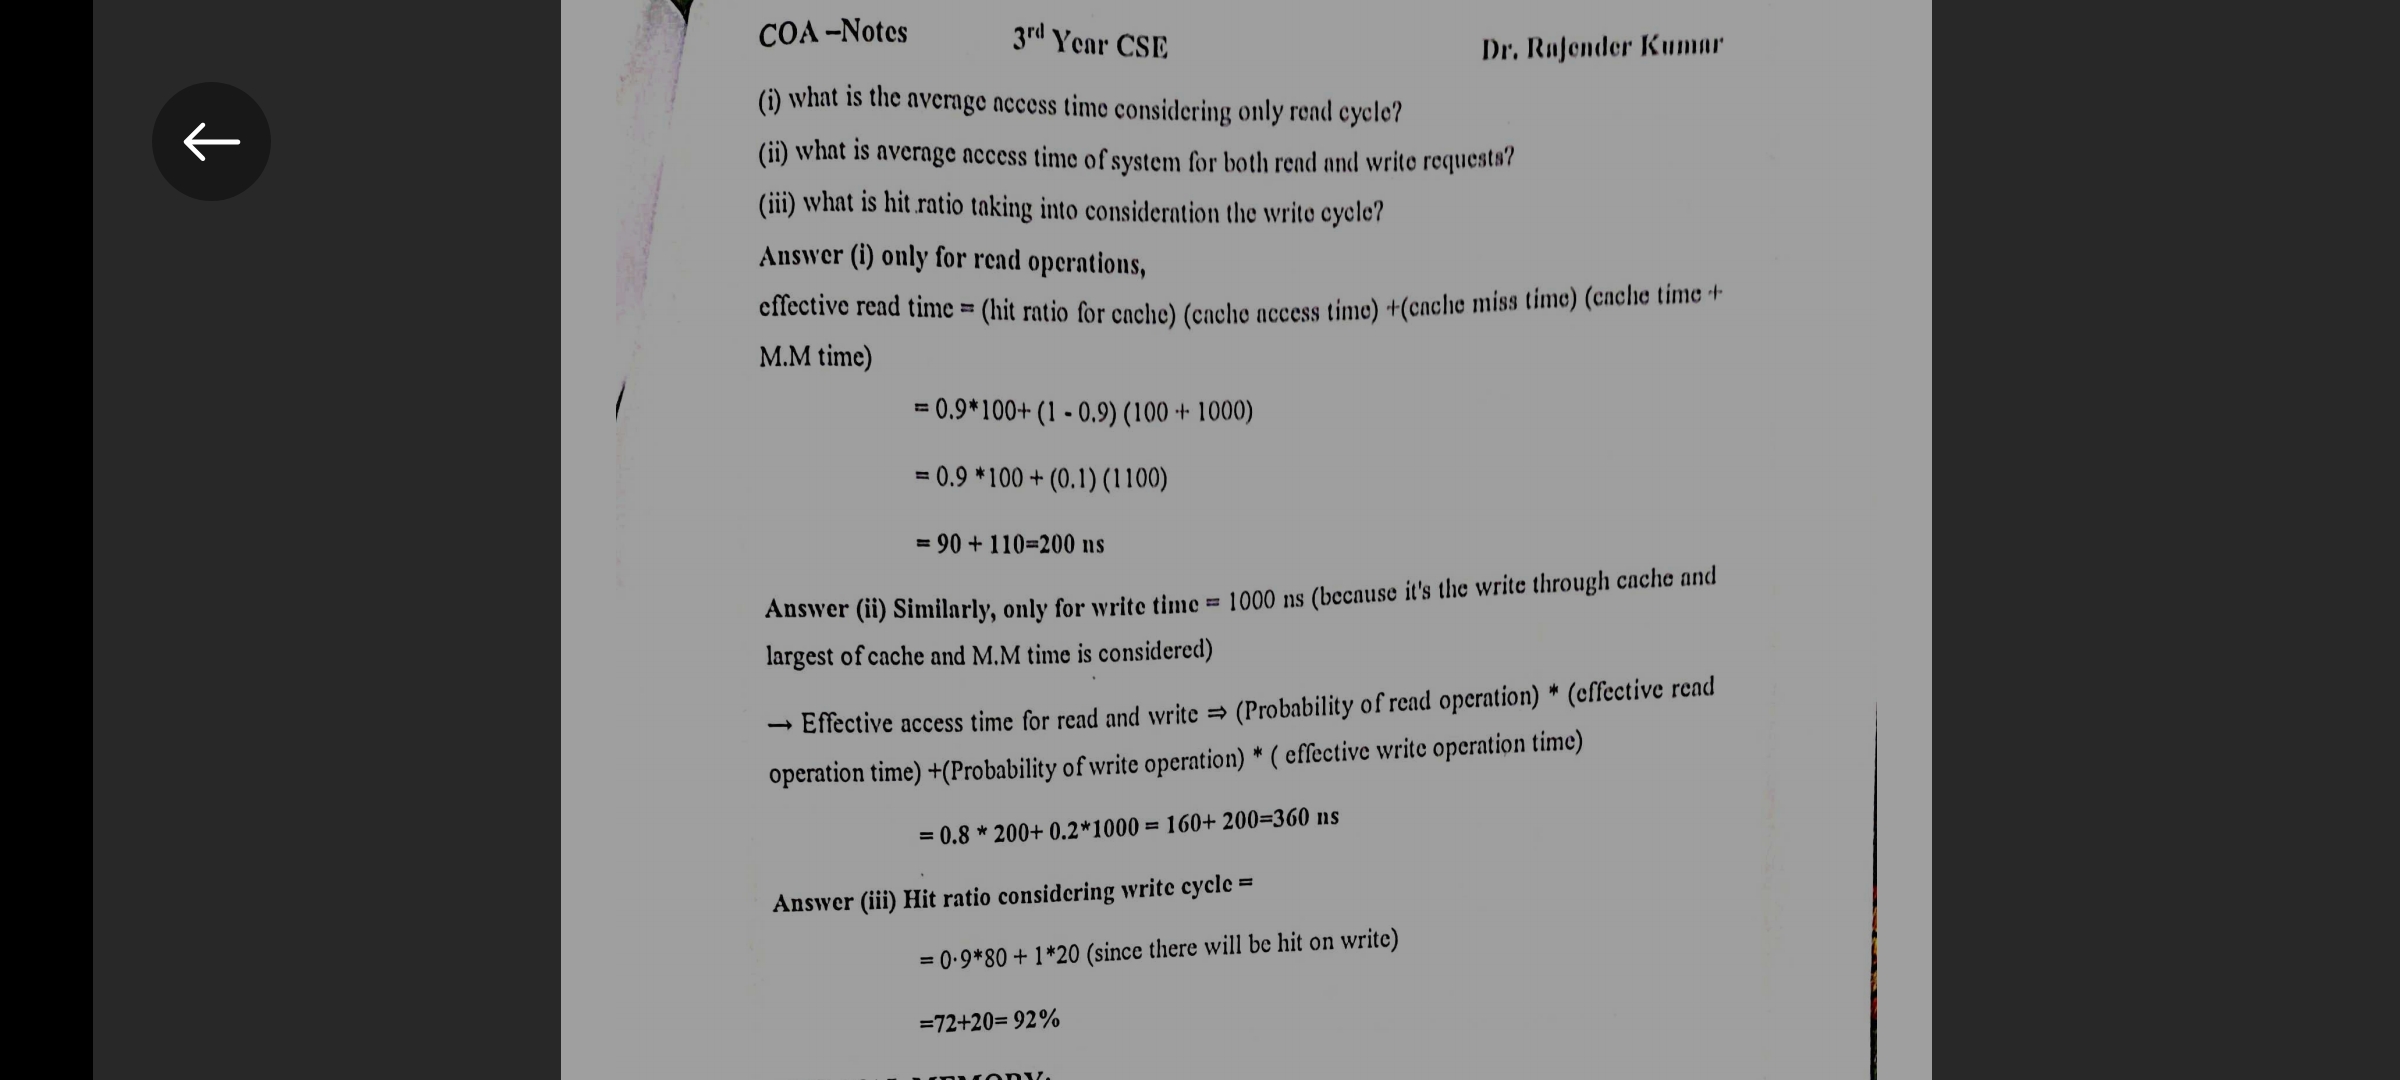 COA –Notes 3rd Year CSE Dr. Rajender Kumar
(i) what is the average access time considering only read cycle?
(ii) what is average access time of system for both read and write requests?
(iii) what is hit ratio taking into consideration the write cycle?
Answer (i) only for read operations,
effective read time = (hit ratio for cache) (cache access time) +(cache miss time) (cache time +
M.M time)
= 0.9*100+ (1 - 0.9) (100 + 1000)
= 0.9 *100 + (0.1) (1100)
= 90 + 110=200 ns
Answer (ii) Similarly, only for write time = 1000 ns (because it's the write through cache and
largest of cache and M.M time is considered)
→ Effective access time for read and write ⇒ (Probability of read operation) * (effective read
operation time) +(Probability of write operation) * ( effective write operation time)
= 0.8 * 200+ 0.2*1000 = 160+ 200=360 ns
Answer (iii) Hit ratio considering write cycle =
= 0·9*80 + 1*20 (since there will be hit on write)
=72+20= 92%
MEMORY: